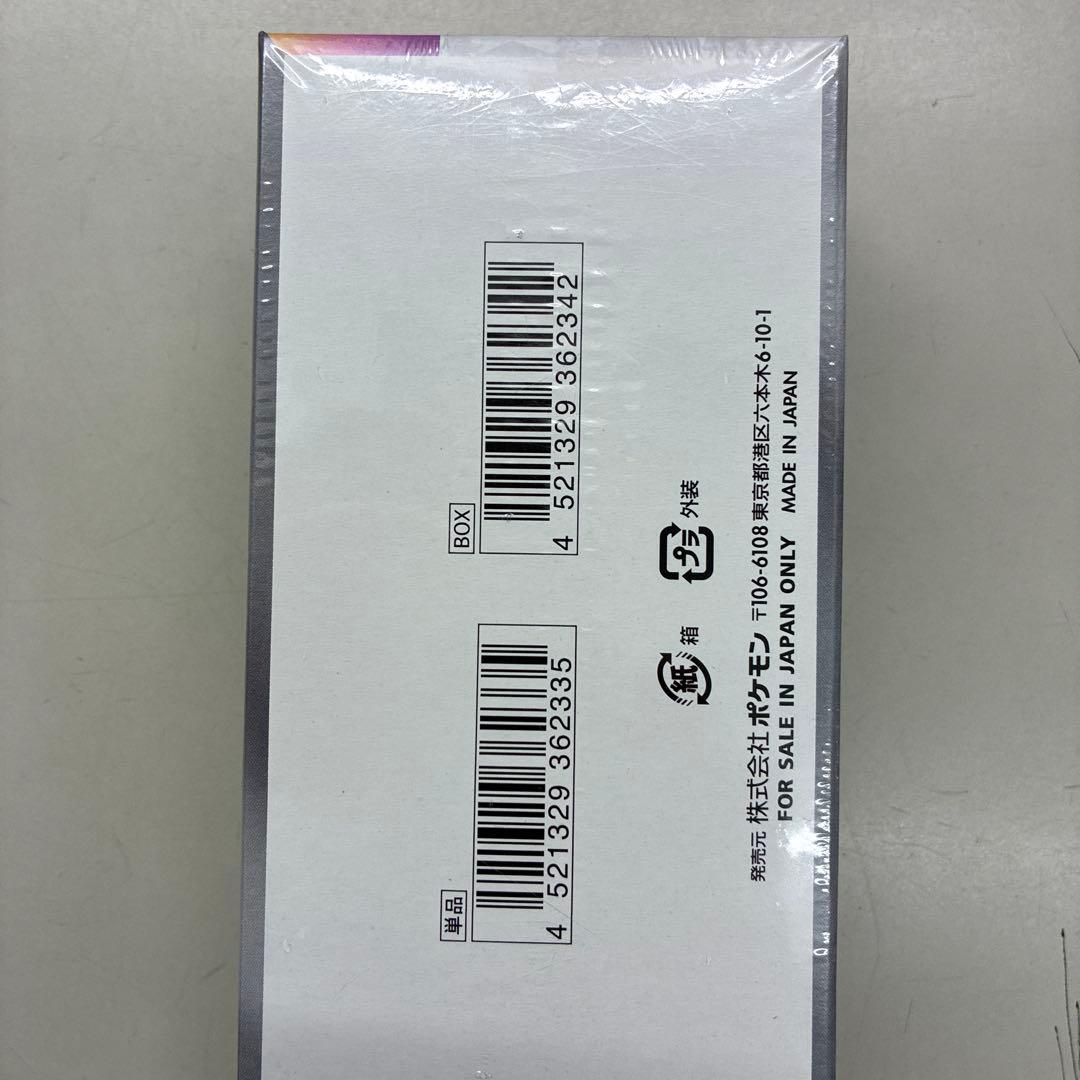 単品
4 521329 362335
BOX
4 521329 362342
紙 箱
プラ 外装
発売元 株式会社 ポケモン 〒106-6108 東京都港区六本木6-10-1
FOR SALE IN JAPAN ONLY MADE IN JAPAN